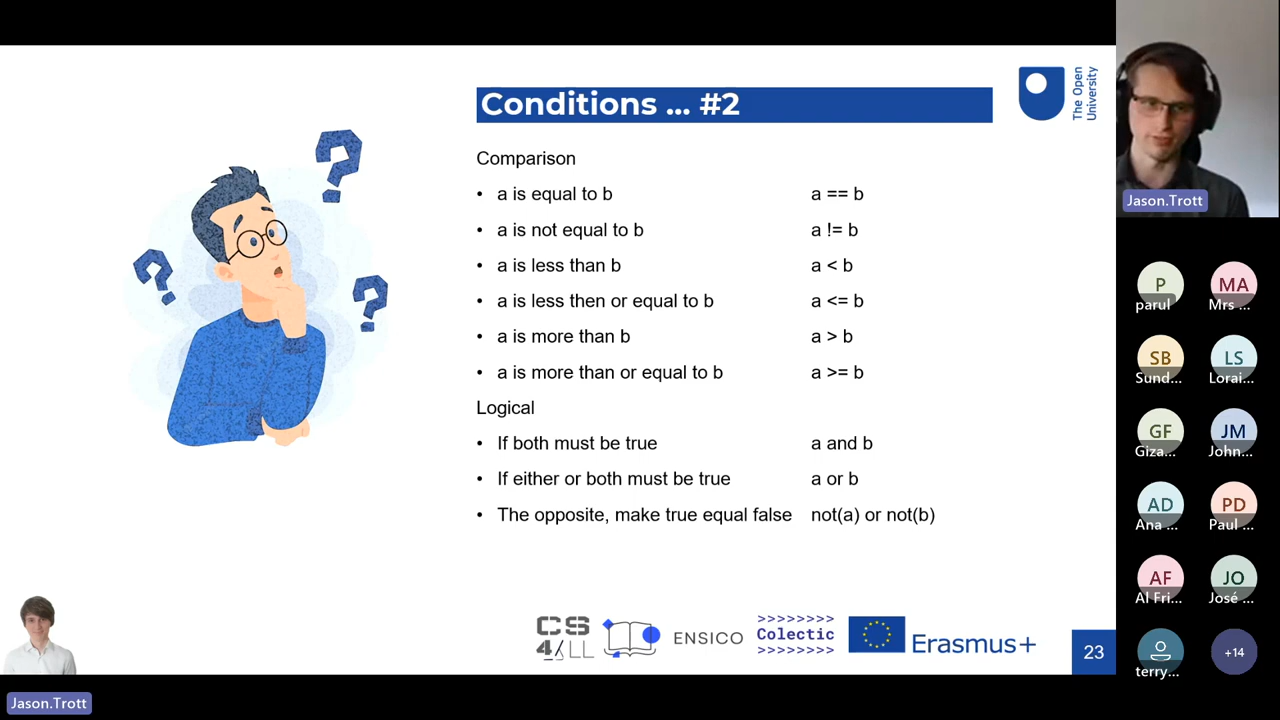 Conditions ... #2
The Open
University
Comparison
• a is equal to b a == b
• a is not equal to b a != b
• a is less than b a < b
• a is less then or equal to b a <= b
• a is more than b a > b
• a is more than or equal to b a >= b
Logical
• If both must be true a and b
• If either or both must be true a or b
• The opposite, make true equal false not(a) or not(b)
CS
4/LL
ENSICO
>>>>>>>>
Colectic
>>>>>>>>
Erasmus+
23
Jason.Trott
Jason.Trott
P MA
parul Mrs ...
SB LS
Sund... Lorai...
GF JM
Giza... John...
AD PD
Ana ... Paul ...
AF JO
Al Fri... José ...
terry... +14